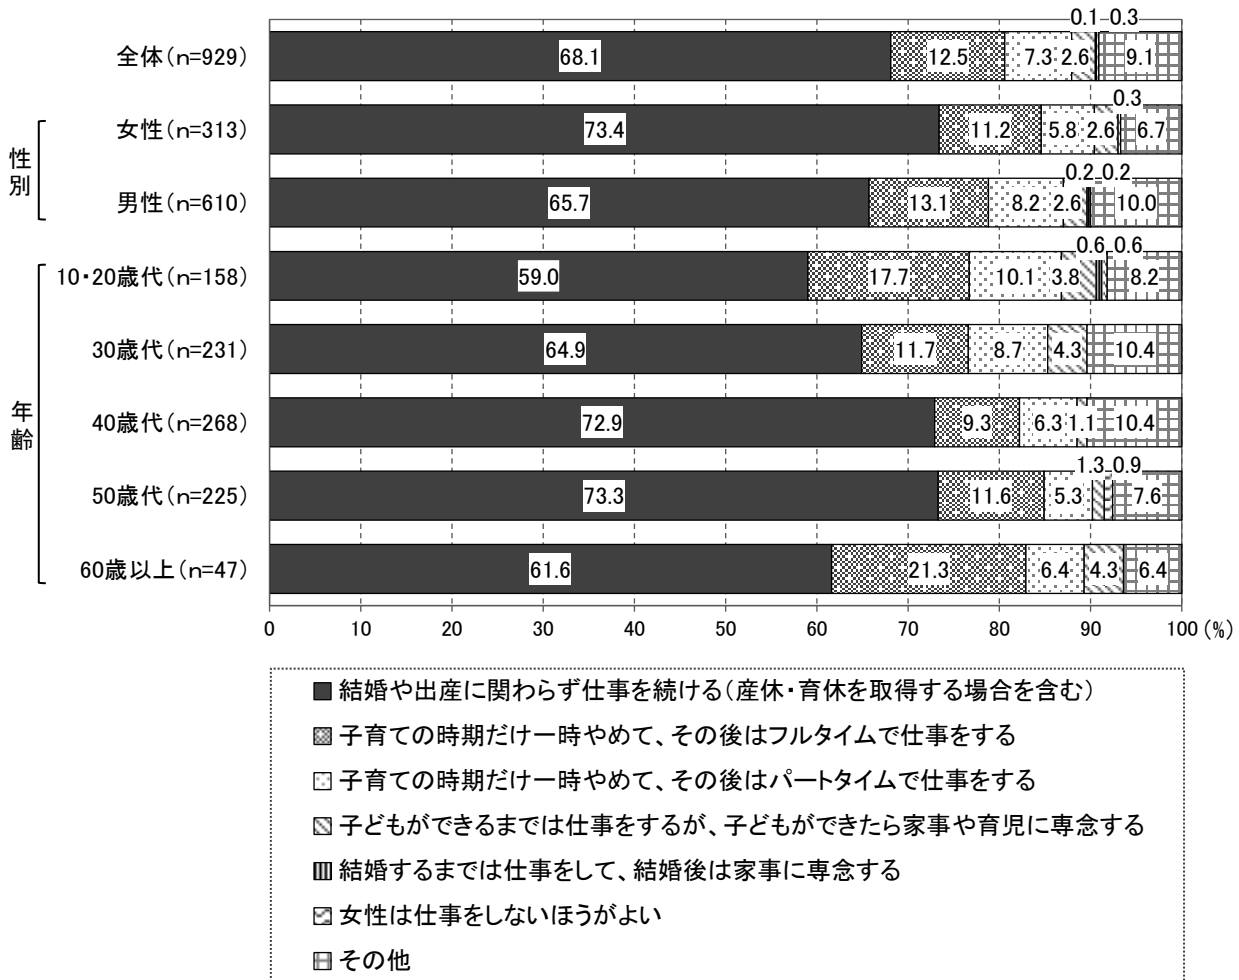 0.1 0.3
全体(n=929) 68.1 12.5 7.3 2.6 9.1
0.3
女性(n=313) 73.4 11.2 5.8 2.6 6.7
性別
0.2 0.2
男性(n=610) 65.7 13.1 8.2 2.6 10.0
0.6 0.6
10・20歳代(n=158) 59.0 17.7 10.1 3.8 8.2
30歳代(n=231) 64.9 11.7 8.7 4.3 10.4
年齢
40歳代(n=268) 72.9 9.3 6.3 1.1 10.4
1.3 0.9
50歳代(n=225) 73.3 11.6 5.3 7.6
60歳以上(n=47) 61.6 21.3 6.4 4.3 6.4
0 10 20 30 40 50 60 70 80 90 100 (%)
結婚や出産に関わらず仕事を続ける(産休・育休を取得する場合を含む)
子育ての時期だけ一時やめて、その後はフルタイムで仕事をする
子育ての時期だけ一時やめて、その後はパートタイムで仕事をする
子どもができるまでは仕事をするが、子どもができたら家事や育児に専念する
結婚するまでは仕事をして、結婚後は家事に専念する
女性は仕事をしないほうがよい
その他